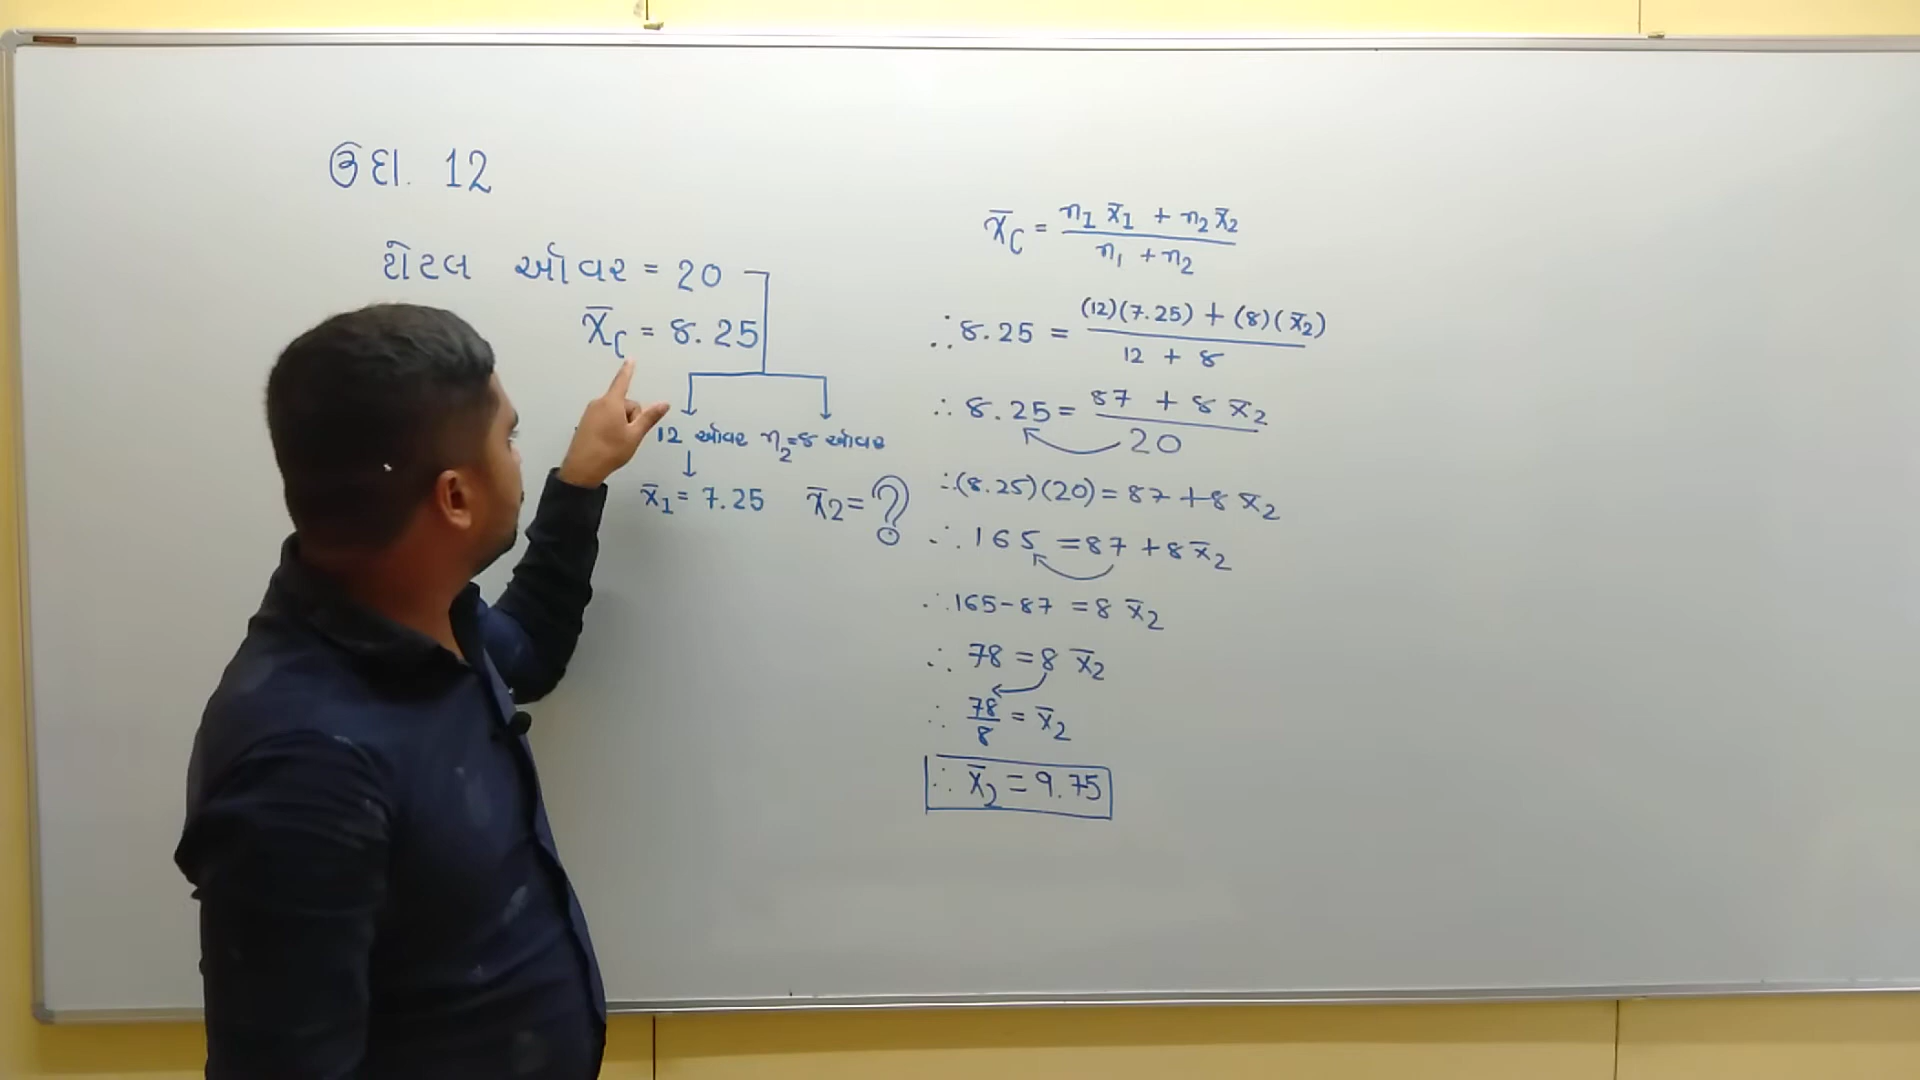 ઉદા. 12
ટોટલ ઓવર = 20
x̄c = 8.25
12 ઓવર n₂=8 ઓવર
x̄₁ = 7.25 x̄₂ = ?
x̄c = (n₁ x̄₁ + n₂ x̄₂) / (n₁ + n₂)
∴ 8.25 = ((12)(7.25) + (8)(x̄₂)) / (12 + 8)
∴ 8.25 = (87 + 8 x̄₂) / 20
∴ (8.25)(20) = 87 + 8 x̄₂
∴ 165 = 87 + 8 x̄₂
∴ 165 - 87 = 8 x̄₂
∴ 78 = 8 x̄₂
∴ 78/8 = x̄₂
∴ x̄₂ = 9.75